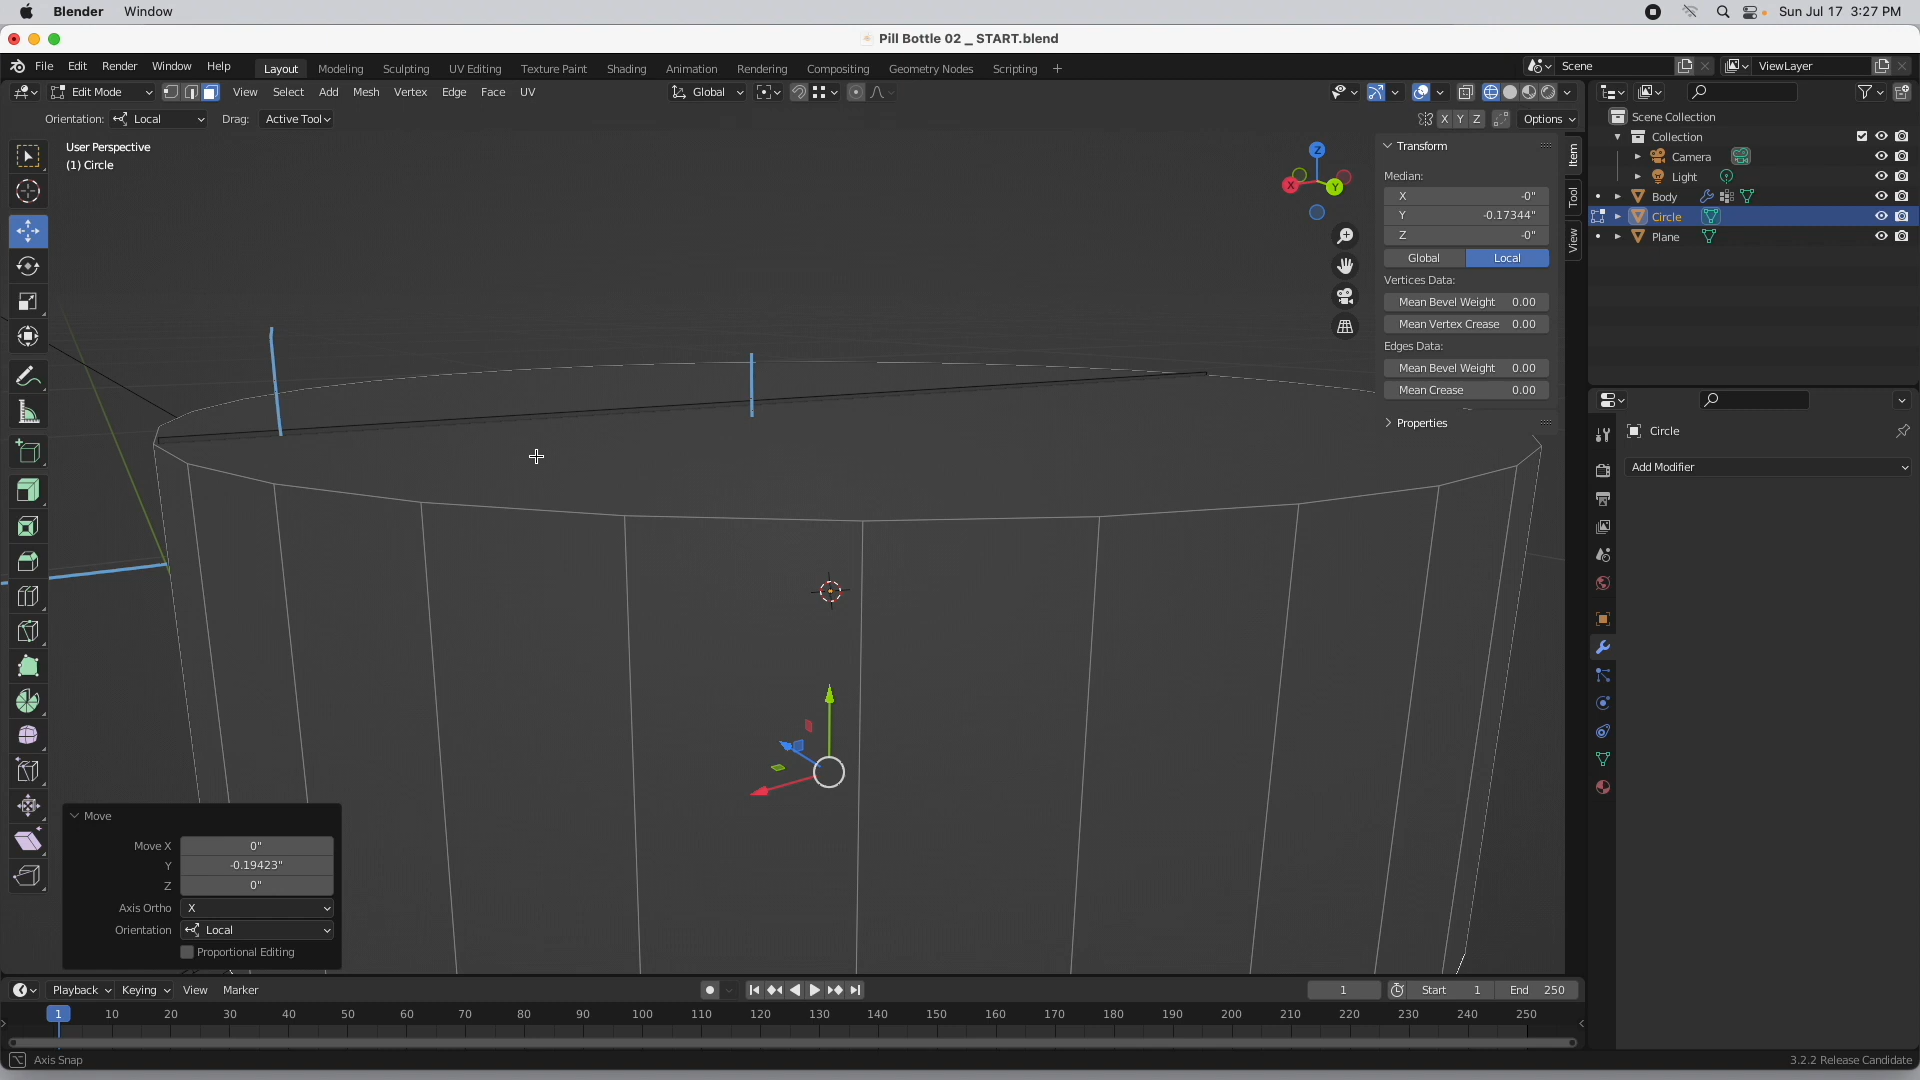 Blender Window Sun Jul 17 3:27 PM
Pill Bottle 02 _ START.blend
File Edit Render Window Help Layout Modeling Sculpting UV Editing Texture Paint Shading Animation Rendering Compositing Geometry Nodes Scripting + Scene ViewLayer
Edit Mode View Select Add Mesh Vertex Edge Face UV Global
Orientation: Local Drag: Active Tool X Y Z Options
User Perspective
(1) Circle
Z
X
Y
Transform
Median:
X -0"
Y -0.17344"
Z -0"
Global Local
Vertices Data:
Mean Bevel Weight 0.00
Mean Vertex Crease 0.00
Edges Data:
Mean Bevel Weight 0.00
Mean Crease 0.00
Properties
Item
Tool
View
Scene Collection
Collection
Camera
Light
Body
Circle
Plane
Circle
Add Modifier
Move
Move X 0"
Y -0.19423"
Z 0"
Axis Ortho X
Orientation Local
Proportional Editing
Playback Keying View Marker 1 Start 1 End 250
1 10 20 30 40 50 60 70 80 90 100 110 120 130 140 150 160 170 180 190 200 210 220 230 240 250
Axis Snap 3.2.2 Release Candidate